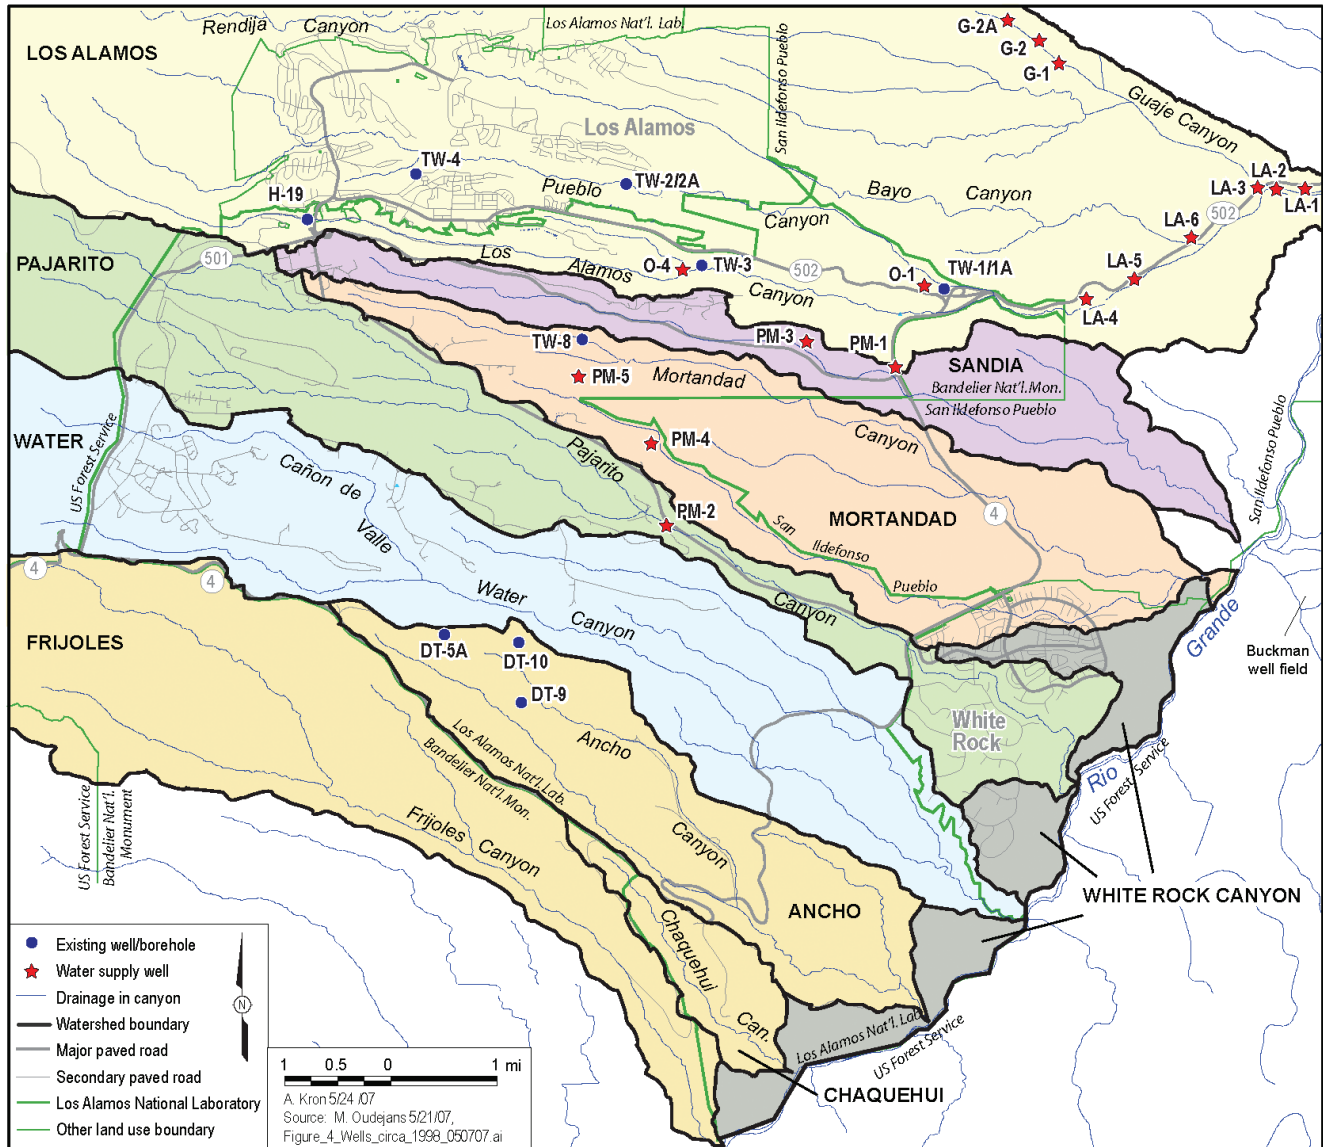 Rendija Canyon
Los Alamos Nat'l. Lab.
LOS ALAMOS
G-2A
G-2
G-1
San Ildefonso Pueblo
Guaje Canyon
Los Alamos
TW-4
TW-2/2A
H-19
Pueblo
Canyon
Bayo
Canyon
LA-2
LA-3
LA-1
502
LA-6
PAJARITO
501
Los
Alamos
Canyon
O-4
TW-3
502
O-1
TW-1/1A
LA-5
LA-4
PM-3
PM-1
TW-8
SANDIA
Mortandad
Canyon
PM-5
Bandelier Nat'l. Mon.
San Ildefonso Pueblo
WATER
US Forest Service
Cañon de
Valle
Pajarito
Canyon
PM-4
PM-2
San
Ildefonso
Pueblo
MORTANDAD
4
San Ildefonso Pueblo
4
4
Water
Canyon
Rio
Grande
Buckman
well field
FRIJOLES
DT-5A
DT-10
DT-9
White
Rock
Ancho
Canyon
Los Alamos Nat'l. Lab.
Bandelier Nat'l. Mon.
US Forest Service
US Forest Service
Bandelier Nat'l.
Monument
Frijoles Canyon
WHITE ROCK CANYON
ANCHO
Chaquehui
Can.
Los Alamos Nat'l. Lab.
US Forest Service
CHAQUEHUI
Existing well/borehole
Water supply well
Drainage in canyon
Watershed boundary
Major paved road
Secondary paved road
Los Alamos National Laboratory
Other land use boundary
N
1 0.5 0 1 mi
A. Kron 5/24 /07
Source: M. Oudejans 5/21/07,
Figure_4_Wells_circa_1998_050707.ai